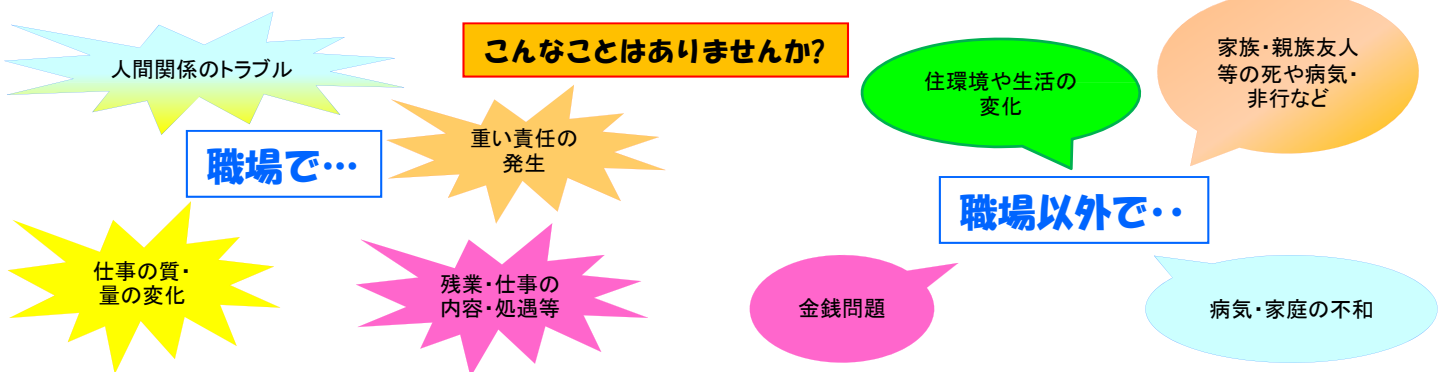 こんなことはありませんか?
人間関係のトラブル
職場で…
重い責任の
発生
仕事の質・
量の変化
残業・仕事の
内容・処遇等
住環境や生活の
変化
家族・親族友人
等の死や病気・
非行など
職場以外で・・
金銭問題
病気・家庭の不和